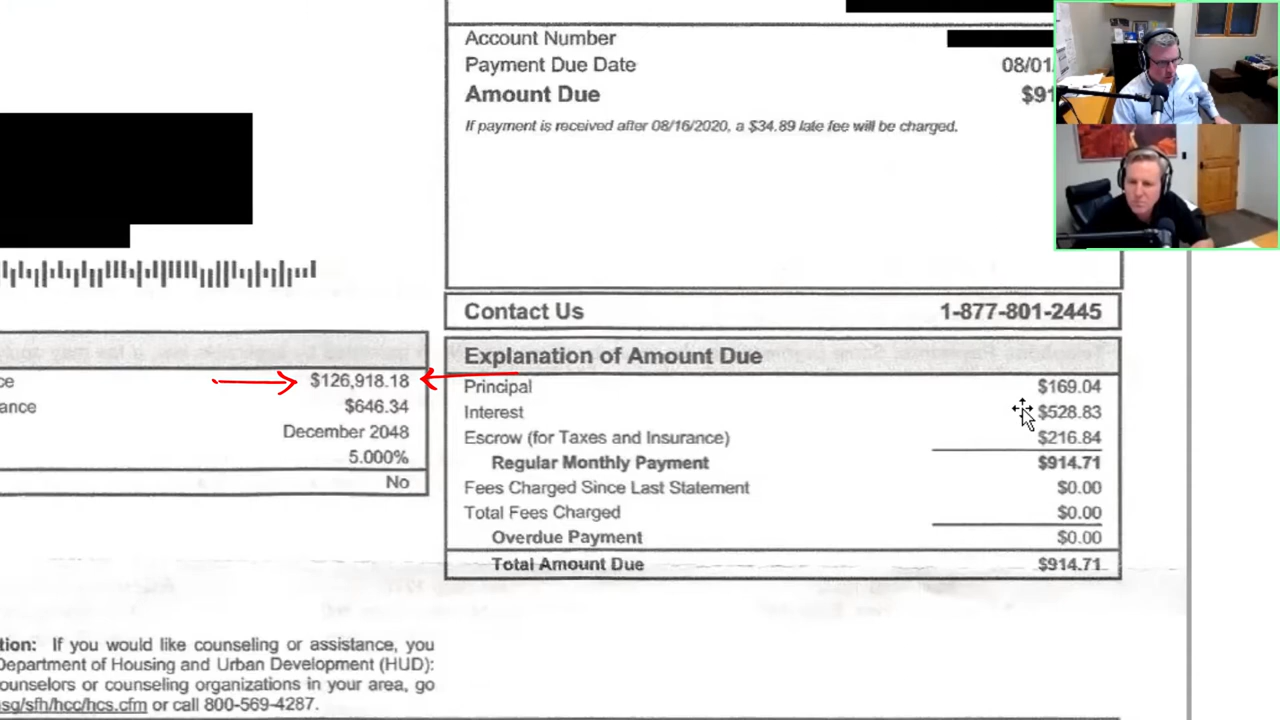 Account Number
Payment Due Date 08/01
Amount Due $91
If payment is received after 08/16/2020, a $34.89 late fee will be charged.
Contact Us 1-877-801-2445
ce $126,918.18
ance $646.34
December 2048
5.000%
No
Explanation of Amount Due
Principal $169.04
Interest $528.83
Escrow (for Taxes and Insurance) $216.84
Regular Monthly Payment $914.71
Fees Charged Since Last Statement $0.00
Total Fees Charged $0.00
Overdue Payment $0.00
Total Amount Due $914.71
tion: If you would like counseling or assistance, you
Department of Housing and Urban Development (HUD):
ounselors or counseling organizations in your area, go
sg/sfh/hcc/hcs.cfm or call 800-569-4287.